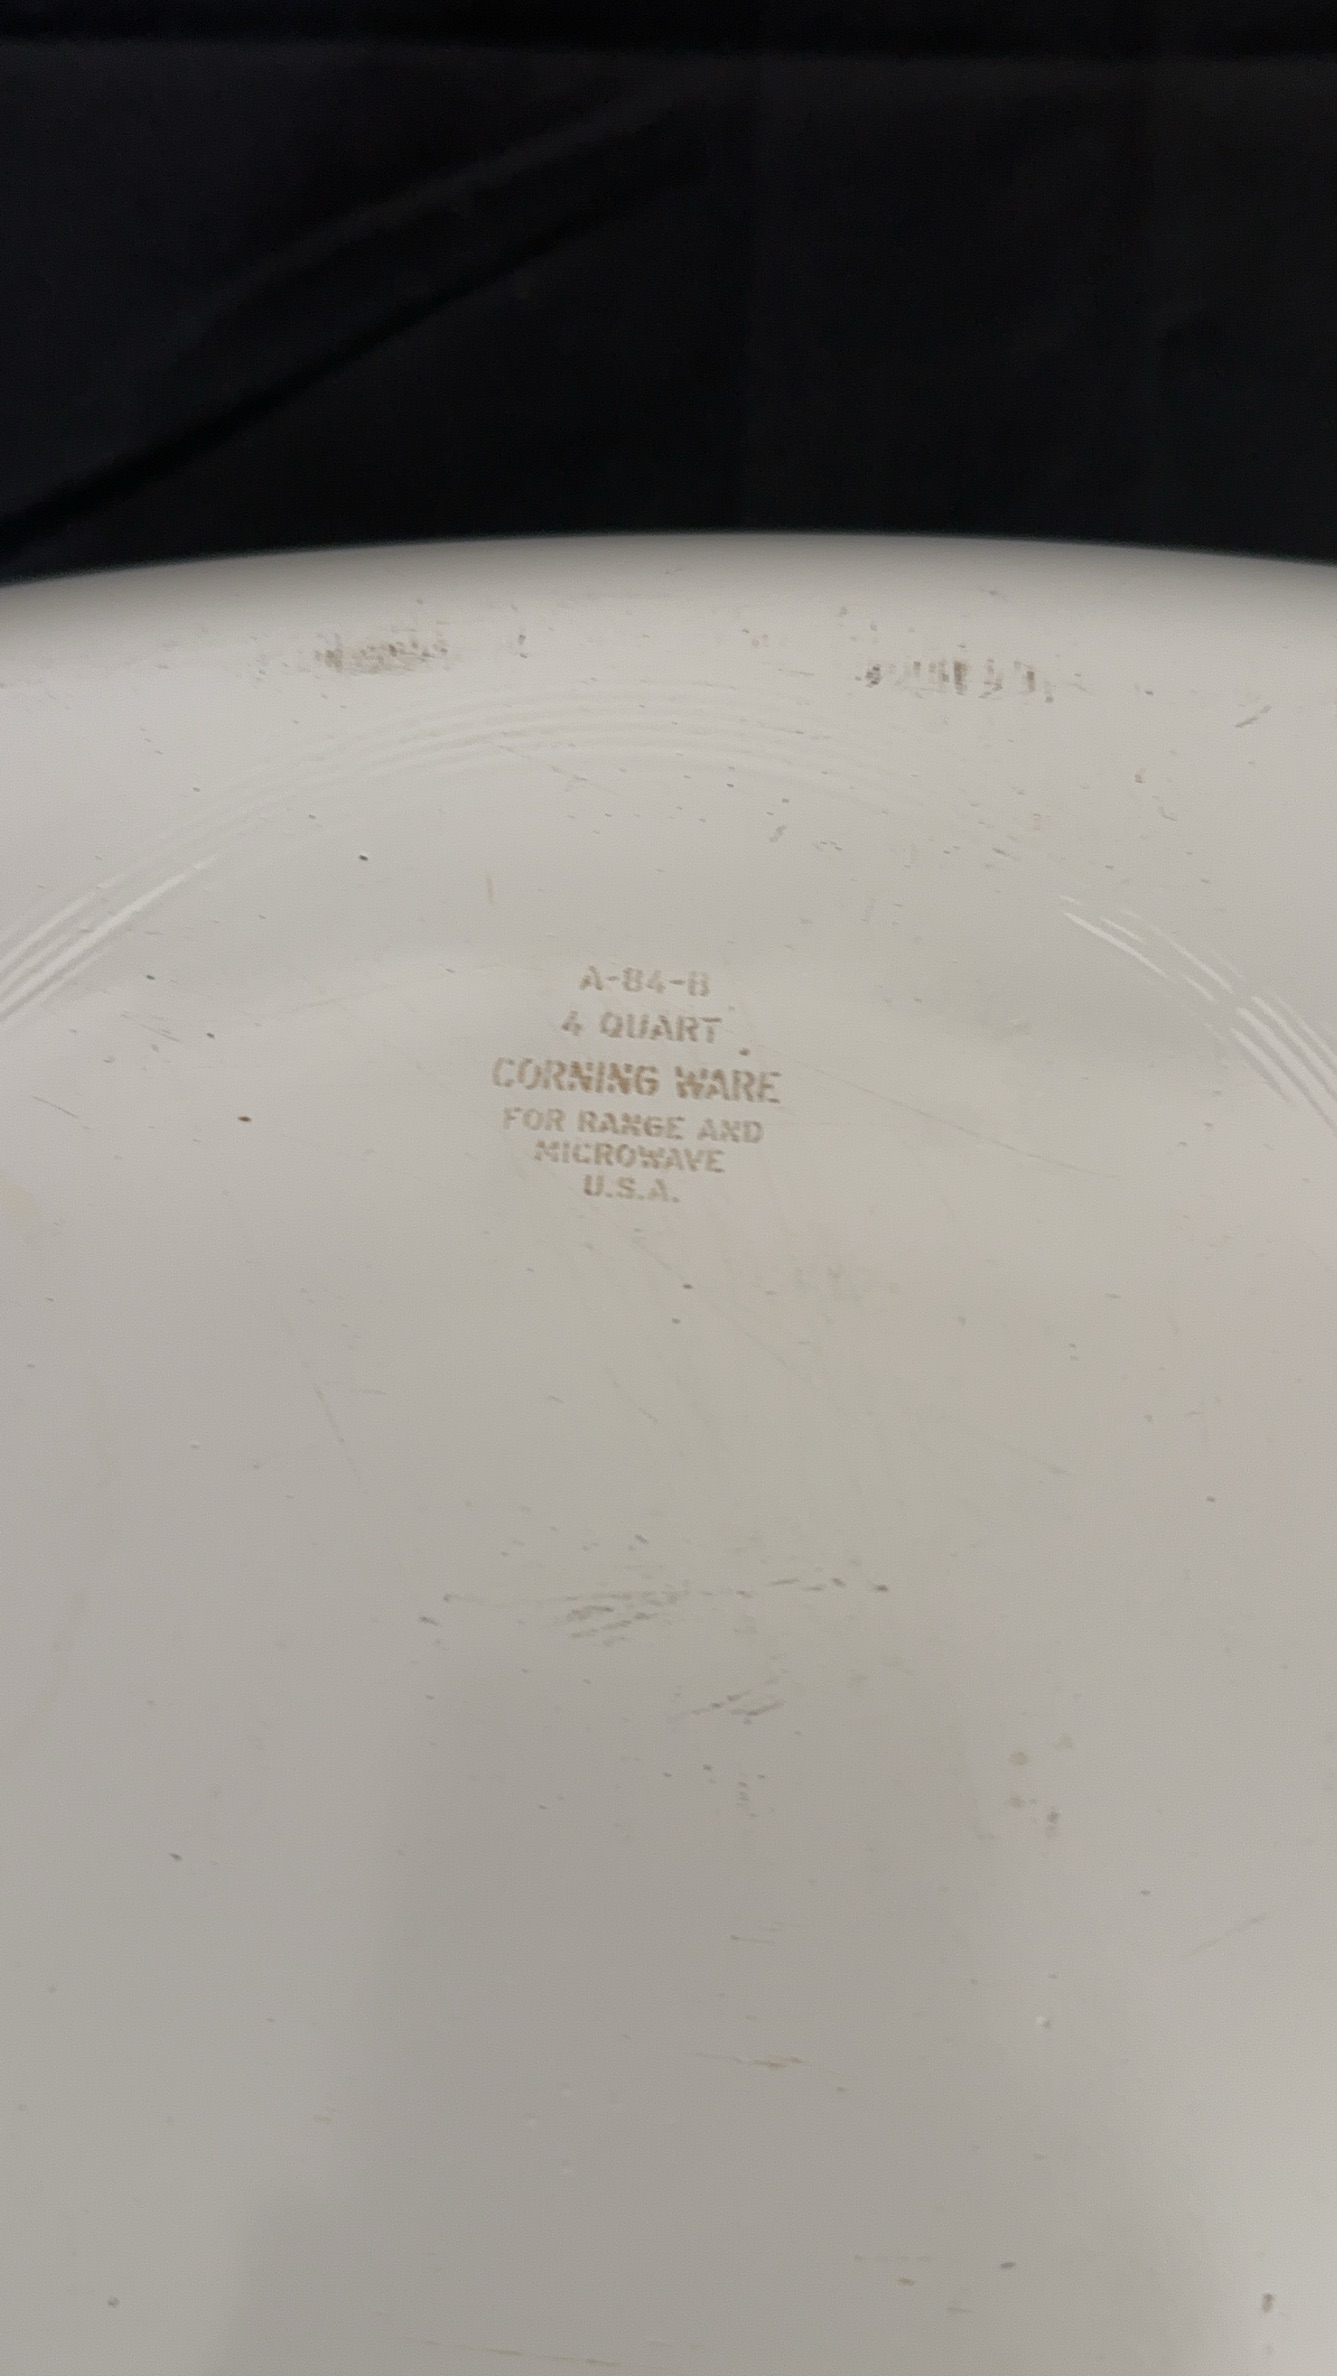 A-84-B
4 QUART
CORNING WARE
FOR RANGE AND
MICROWAVE
U.S.A.